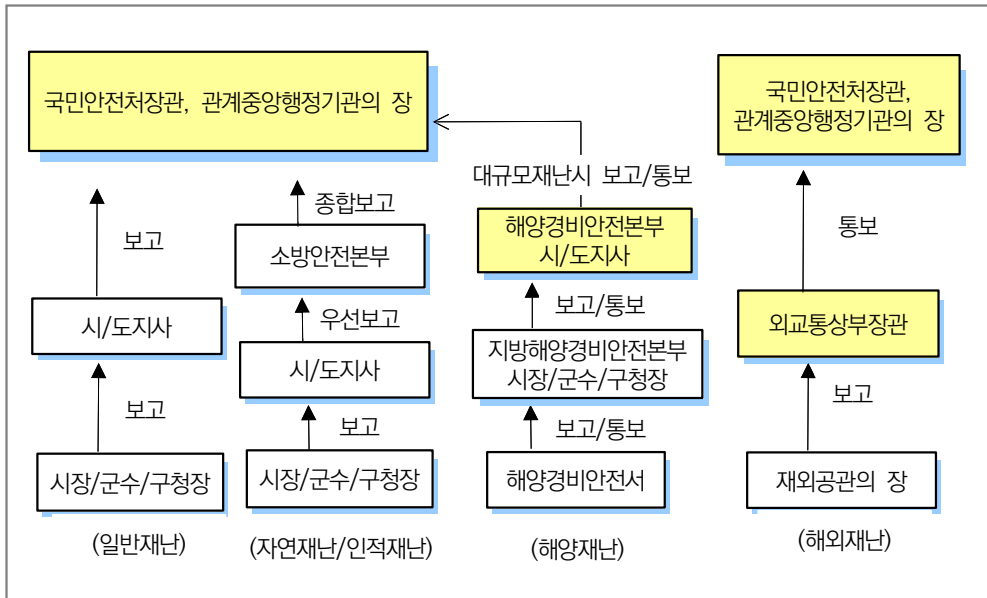 국민안전처장관, 관계중앙행정기관의 장
국민안전처장관,
관계중앙행정기관의 장
대규모재난시 보고/통보
종합보고
보고
소방안전본부
해양경비안전본부
시/도지사
통보
시/도지사
우선보고
보고/통보
외교통상부장관
시/도지사
지방해양경비안전본부
시장/군수/구청장
보고
보고
보고/통보
보고
시장/군수/구청장
시장/군수/구청장
해양경비안전서
재외공관의 장
(일반재난)
(자연재난/인적재난)
(해양재난)
(해외재난)